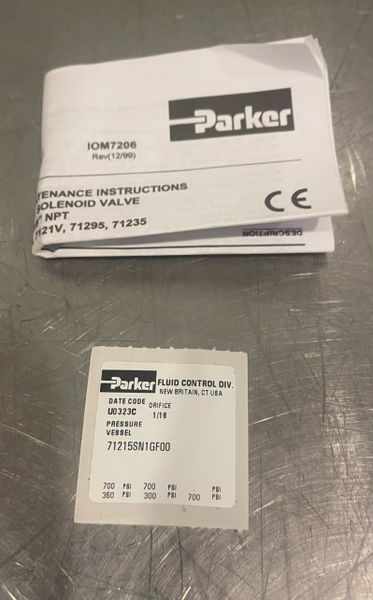 Parker
IOM7206
Rev(12/99)
TENANCE INSTRUCTIONS
SOLENOID VALVE
" NPT
121V, 71295, 71235
CE
DESCRIPTION
Parker FLUID CONTROL DIV.
NEW BRITAIN, CT USA
DATE CODE ORIFICE
U0323C 1/16
PRESSURE
VESSEL
71215SN1GF00
700 PSI 700 PSI PSI
350 PSI 300 PSI 700 PSI